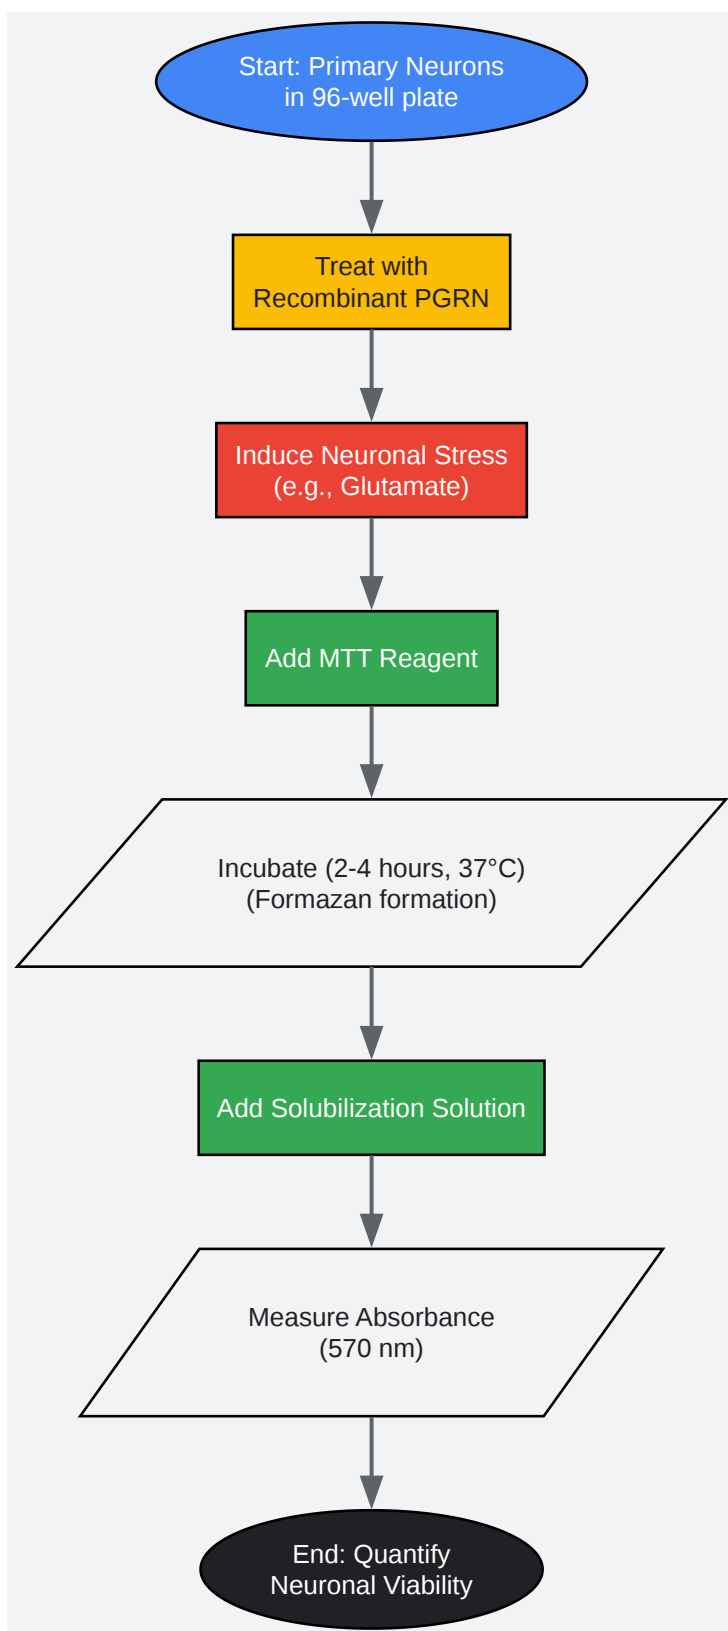 Start: Primary Neurons
in 96-well plate
Treat with
Recombinant PGRN
Induce Neuronal Stress
(e.g., Glutamate)
Add MTT Reagent
Incubate (2-4 hours, 37°C)
(Formazan formation)
Add Solubilization Solution
Measure Absorbance
(570 nm)
End: Quantify
Neuronal Viability